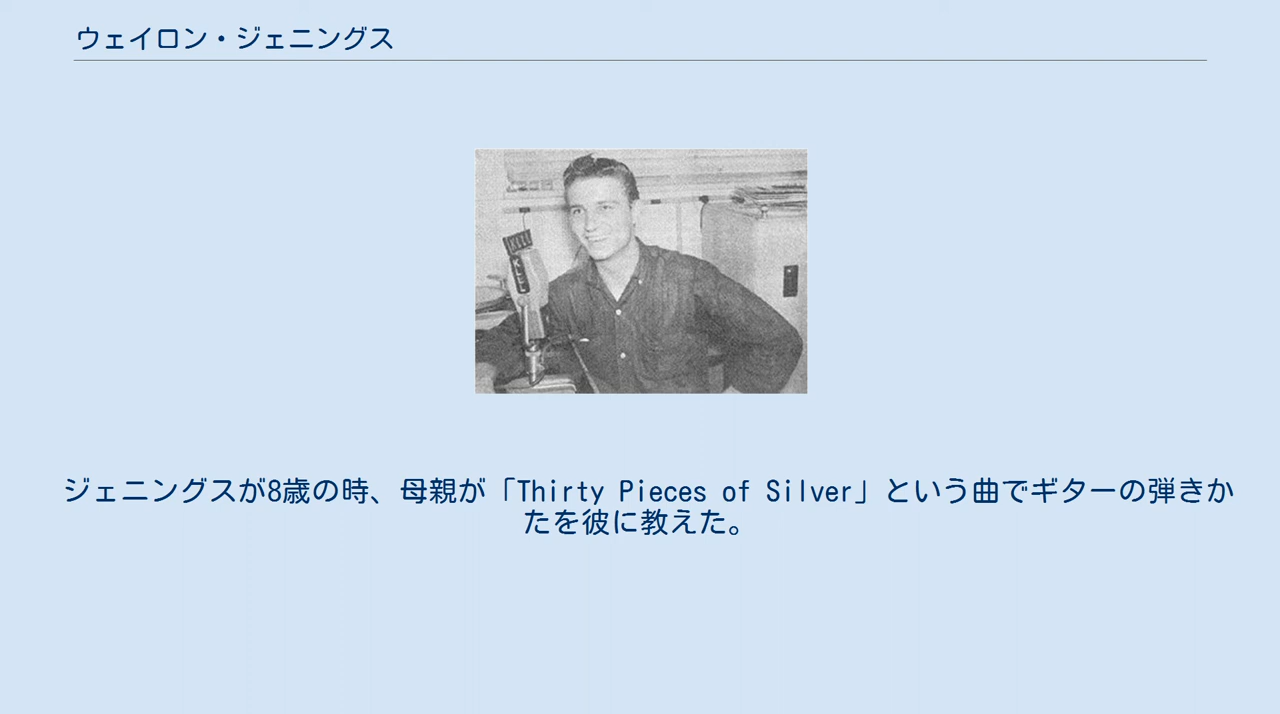 ウェイロン・ジェニングス
ジェニングスが8歳の時、母親が「Thirty Pieces of Silver」という曲でギターの弾きか
たを彼に教えた。